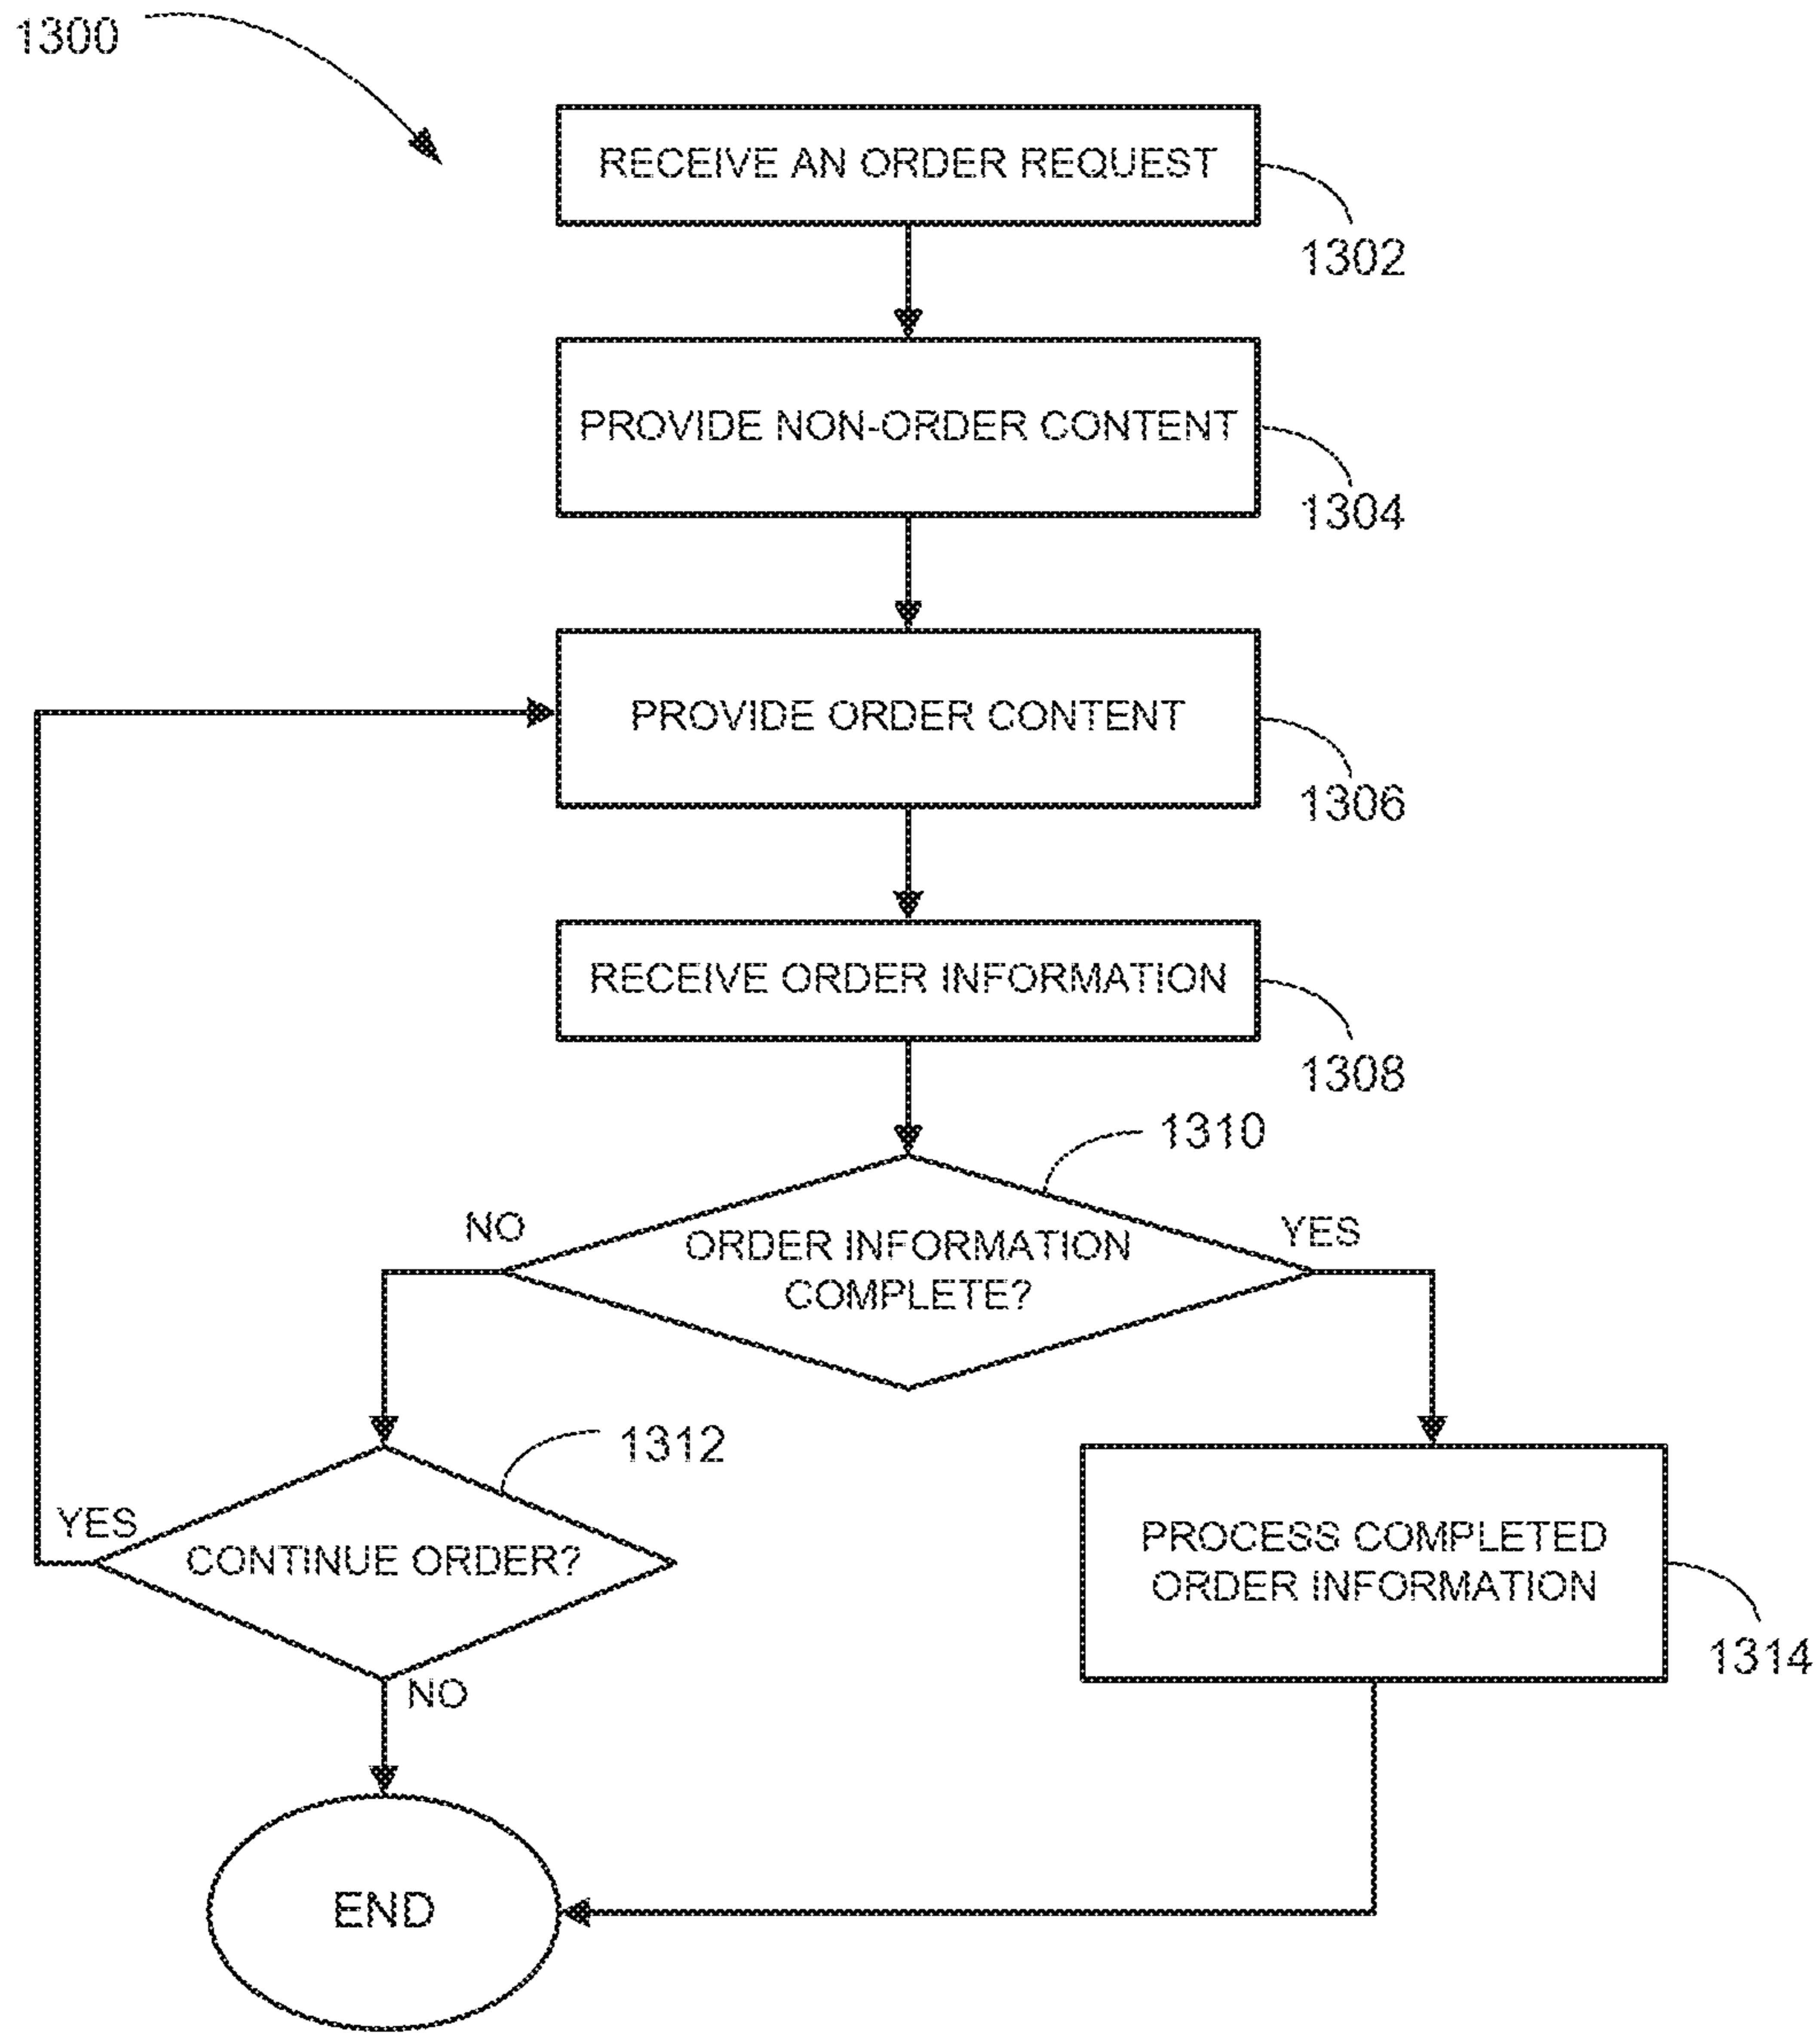 1300
RECEIVE AN ORDER REQUEST
1302
PROVIDE NON-ORDER CONTENT
1304
PROVIDE ORDER CONTENT
1306
RECEIVE ORDER INFORMATION
1308
1310
NO
YES
ORDER INFORMATION
COMPLETE?
1312
YES
CONTINUE ORDER?
NO
PROCESS COMPLETED
ORDER INFORMATION
1314
END